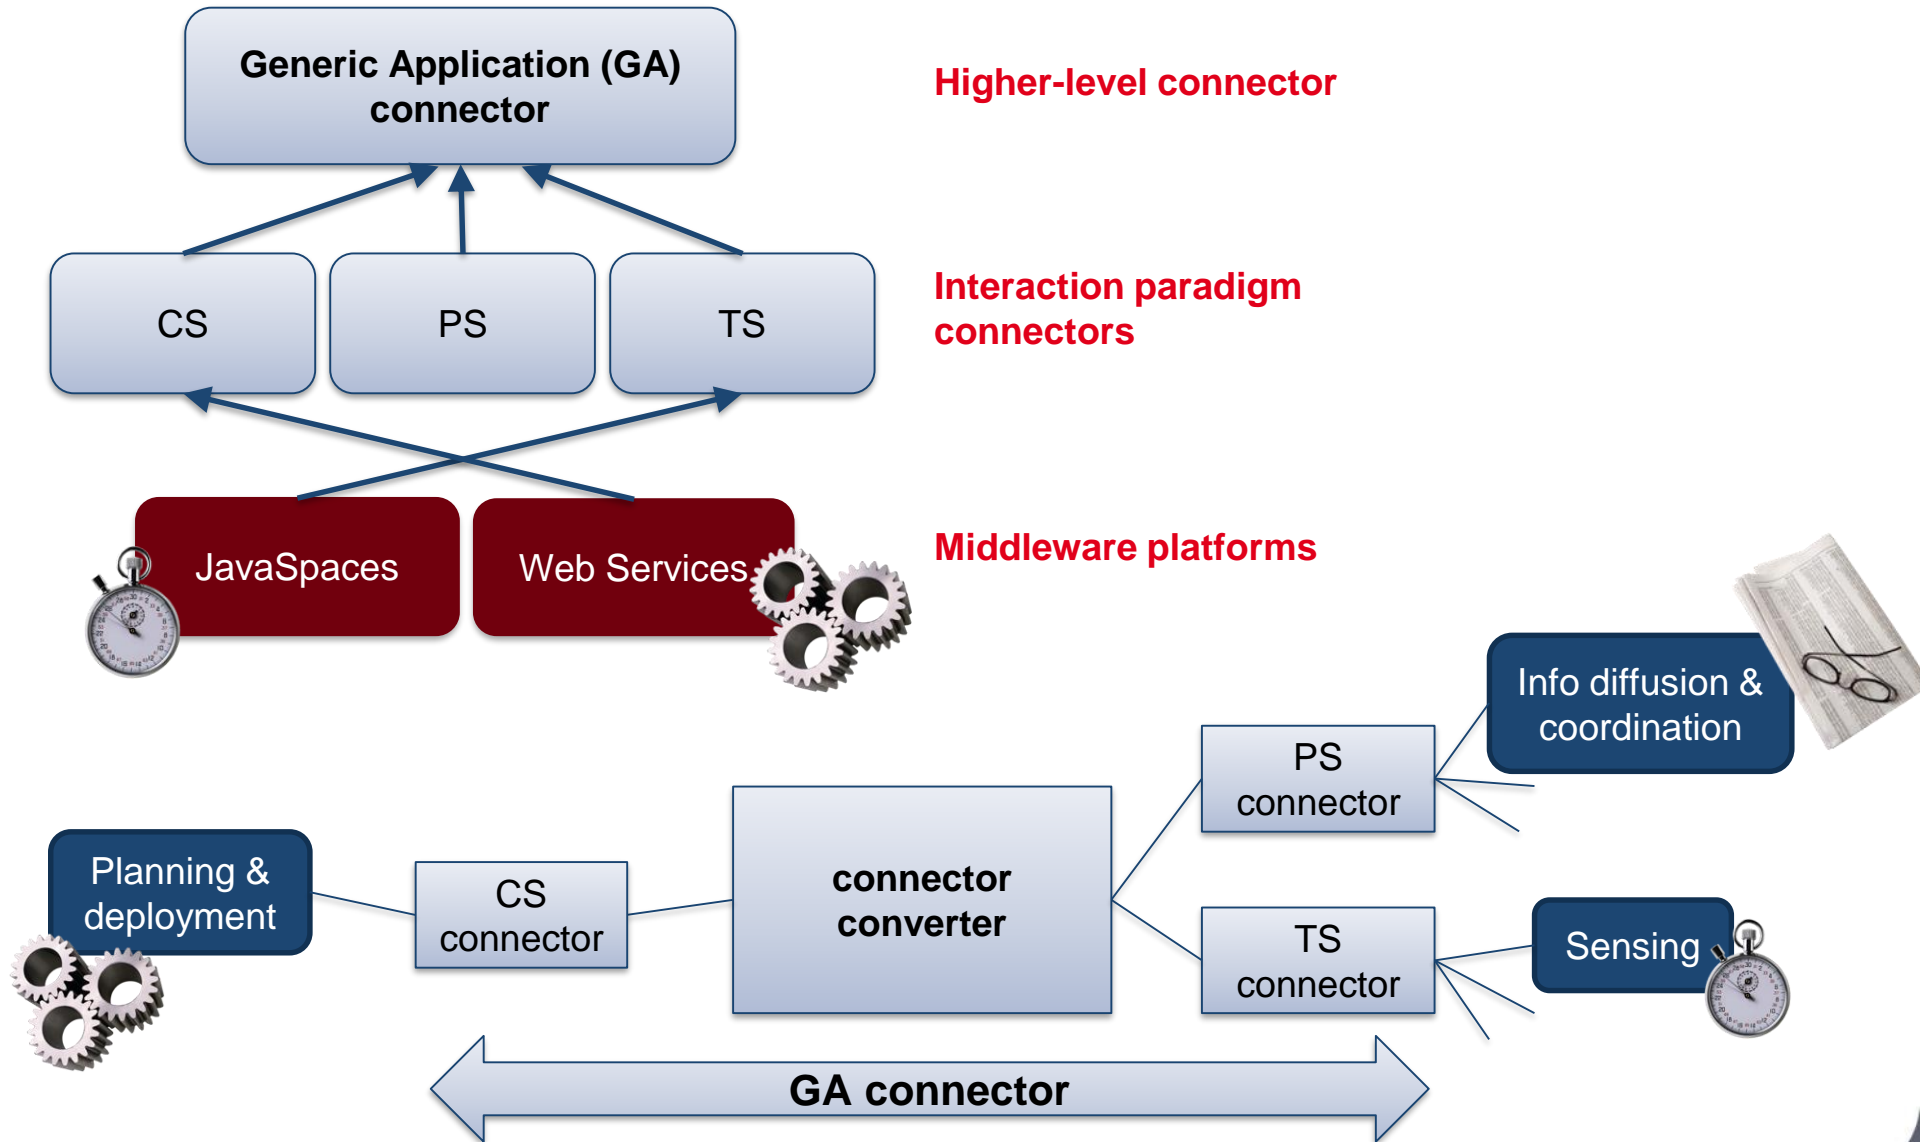 Generic Application (GA)
connector
Higher-level connector
CS
PS
TS
Interaction paradigm
connectors
JavaSpaces
Web Services
Middleware platforms
Info diffusion &
coordination
PS
connector
Planning &
deployment
CS
connector
connector
converter
TS
connector
Sensing
GA connector